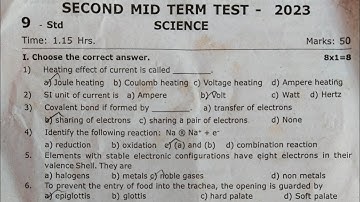 SECOND MID TERM TEST - 2023
9 - Std
SCIENCE
Time: 1.15 Hrs.
Marks: 50
I. Choose the correct answer.
8x1=8
1) Heating effect of current is called ________.
a) Joule heating b) Coulomb heating c) Voltage heating d) Ampere heating
2) SI unit of current is a) Ampere b) Volt c) Watt d) Hertz
3) Covalent bond if formed by ________ a) transfer of electrons
b) sharing of electrons c) sharing a pair of electrons d) None
4) Identify the following reaction: Na ⊗ Na⁺ + e⁻
a) reduction b) oxidation c) (a) and (b) d) combination reaction
5) Elements with stable electronic configurations have eight electrons in their
valence Shell. They are
a) halogens b) metals c) noble gases d) non metals
6. To prevent the entry of food into the trachea, the opening is guarded by
a) epiglottis b) glottis c) hard palate d) Soft palate